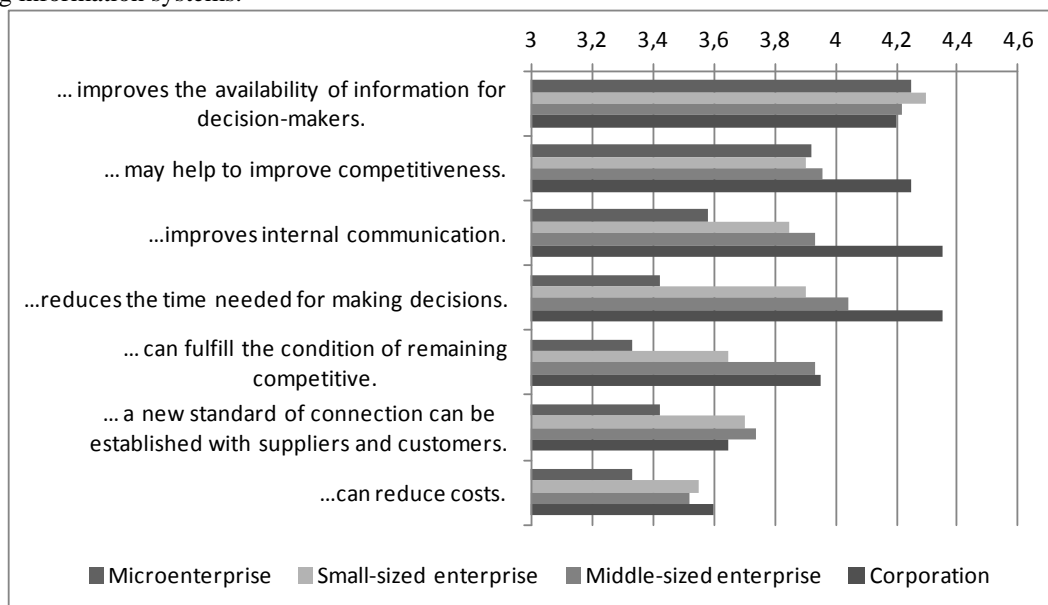 g information systems.
3 3,2 3,4 3,6 3,8 4 4,2 4,4 4,6
... improves the availability of information for
decision-makers.
... may help to improve competitiveness.
...improves internal communication.
...reduces the time needed for making decisions.
... can fulfill the condition of remaining
competitive.
... a new standard of connection can be
established with suppliers and customers.
...can reduce costs.
Microenterprise Small-sized enterprise Middle-sized enterprise Corporation